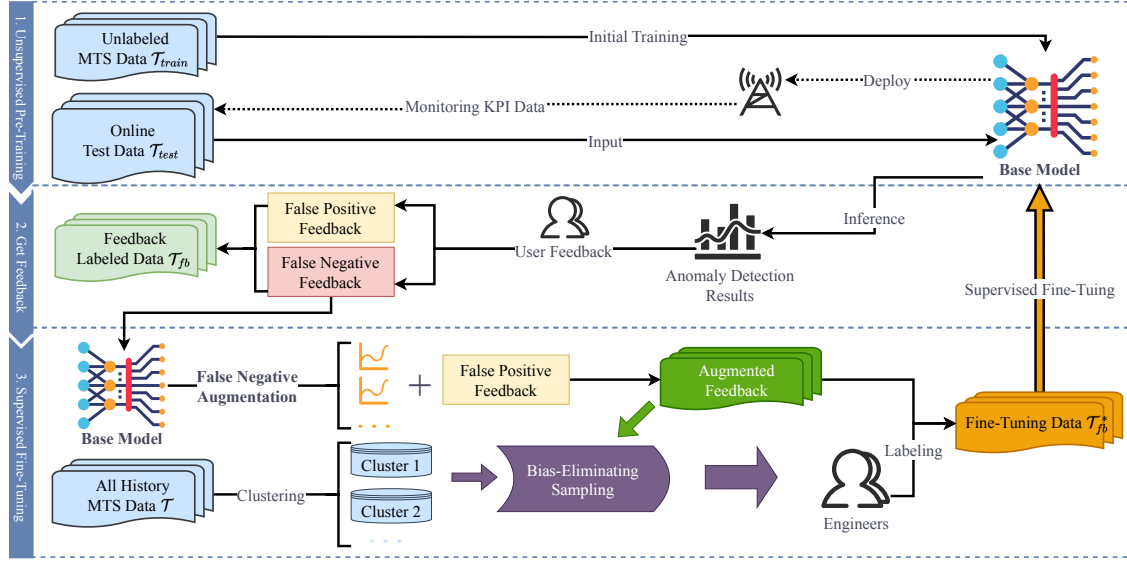 1. Unsupervised Pre-Training
Unlabeled
MTS Data 𝒯train
Initial Training
Deploy
Monitoring KPI Data
Online
Test Data 𝒯test
Input
Base Model
2. Get Feedback
Feedback
Labeled Data 𝒯fb
False Positive
Feedback
False Negative
Feedback
User Feedback
Anomaly Detection
Results
Inference
Supervised Fine-Tuing
3. Supervised Fine-Tuning
Base Model
False Negative
Augmentation
False Positive
Feedback
Augmented
Feedback
Fine-Tuning Data 𝒯*fb
Labeling
All History
MTS Data 𝒯
Clustering
Cluster 1
Cluster 2
Bias-Eliminating
Sampling
Engineers